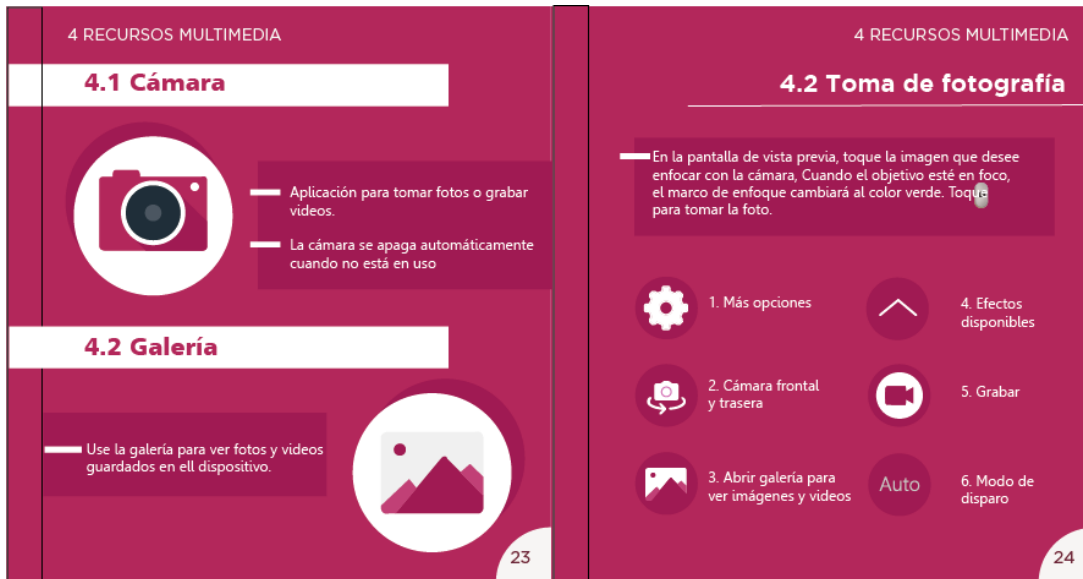 4 RECURSOS MULTIMEDIA
4.1 Cámara
Aplicación para tomar fotos o grabar
videos.
La cámara se apaga automáticamente
cuando no está en uso
4.2 Galería
Use la galería para ver fotos y videos
guardados en ell dispositivo.
23
4 RECURSOS MULTIMEDIA
4.2 Toma de fotografía
En la pantalla de vista previa, toque la imagen que desee
enfocar con la cámara, Cuando el objetivo esté en foco,
el marco de enfoque cambiará al color verde. Toque
para tomar la foto.
1. Más opciones
2. Cámara frontal
y trasera
3. Abrir galería para
ver imágenes y videos
4. Efectos
disponibles
5. Grabar
Auto
6. Modo de
disparo
24